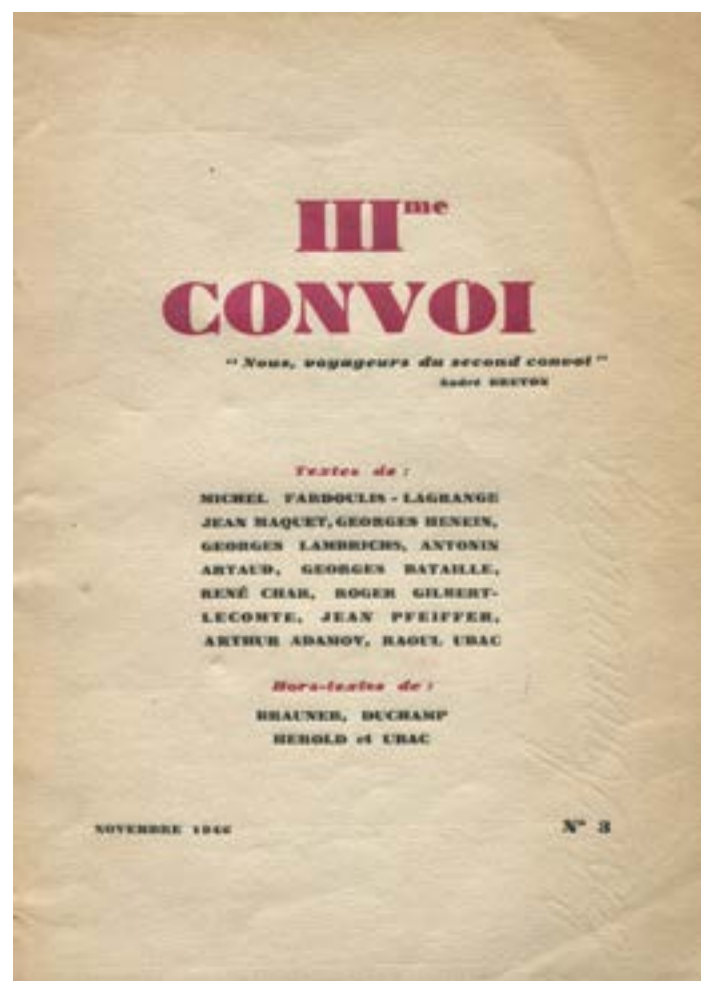 IIIme
CONVOI
" Nous, voyageurs du second convoi "
André BRETON
Textes de :
MICHEL FARDOULIS - LAGRANGE
JEAN MAQUET, GEORGES HENEIN,
GEORGES LAMBRICHS, ANTONIN
ARTAUD, GEORGES BATAILLE,
RENÉ CHAR, ROGER GILBERT-
LECOMTE, JEAN PFEIFFER,
ARTHUR ADAMOV, RAOUL UBAC
Hors-textes de :
BRAUNER, DUCHAMP
HEROLD et UBAC
NOVEMBRE 1946
N° 3